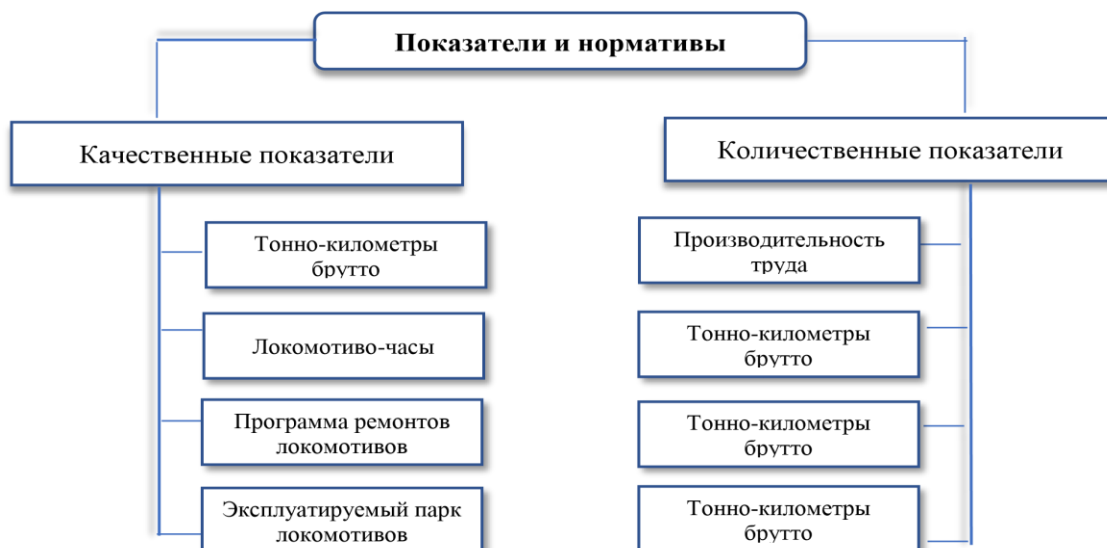 Показатели и нормативы
Качественные показатели
Количественные показатели
Тонно-километры
брутто
Локомотиво-часы
Программа ремонтов
локомотивов
Эксплуатируемый парк
локомотивов
Производительность
труда
Тонно-километры
брутто
Тонно-километры
брутто
Тонно-километры
брутто